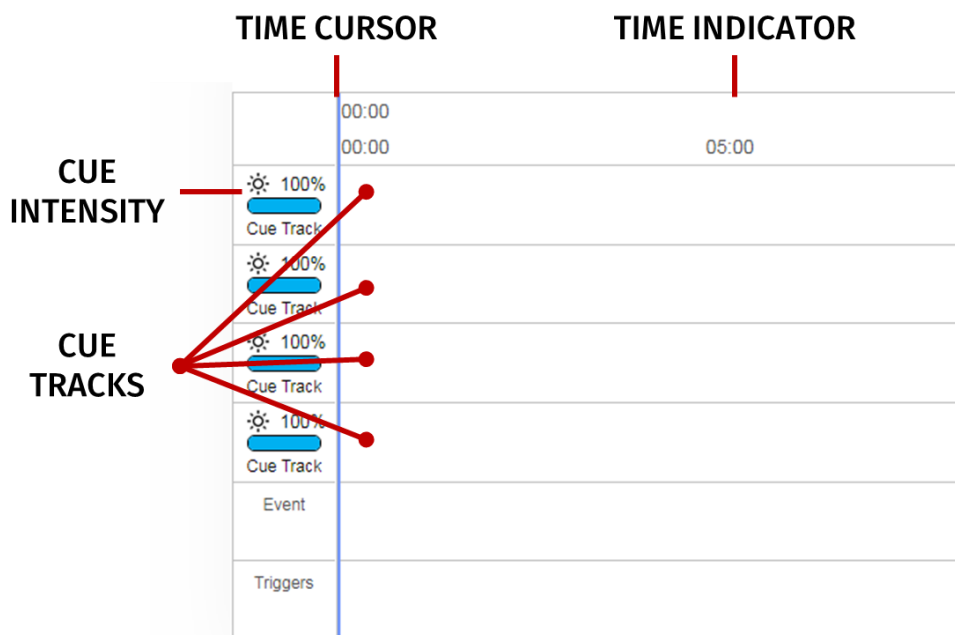 TIME CURSOR
TIME INDICATOR
00:00
00:00
05:00
CUE
INTENSITY
100%
Cue Track
100%
Cue Track
CUE
TRACKS
100%
Cue Track
100%
Cue Track
Event
Triggers